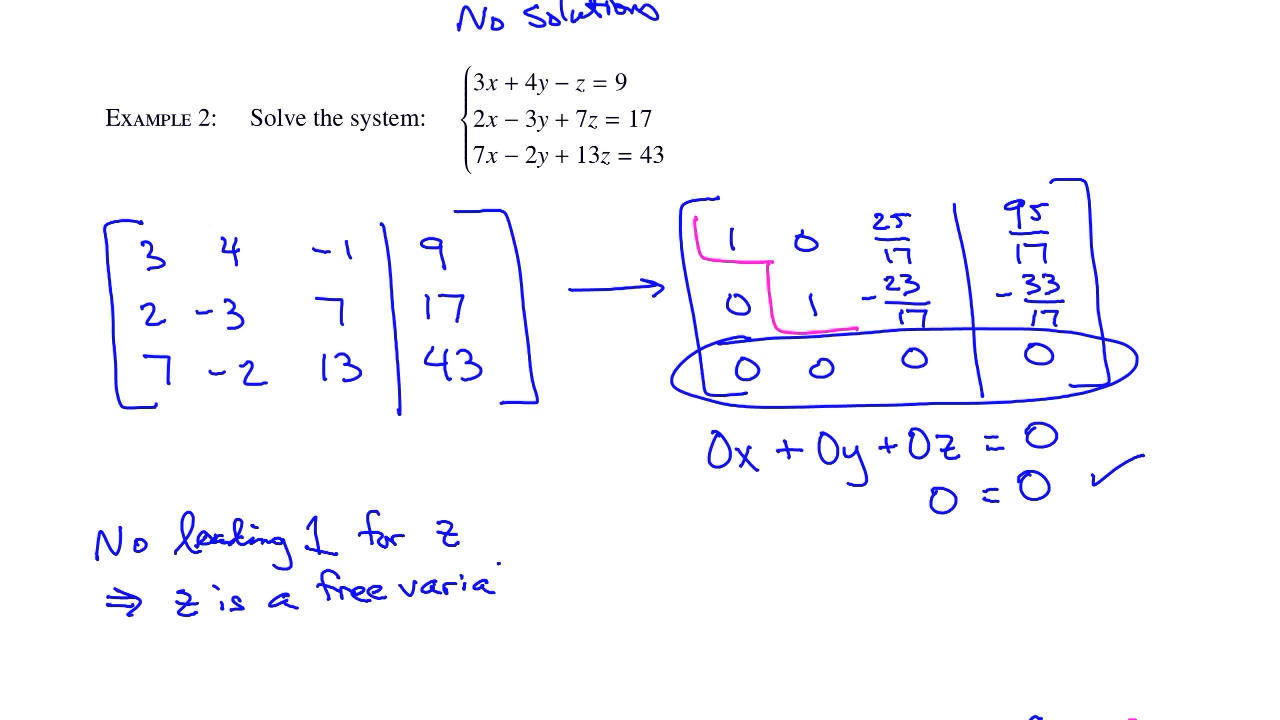 No Solutions
EXAMPLE 2: Solve the system:
3x + 4y − z = 9
2x − 3y + 7z = 17
7x − 2y + 13z = 43
3 4 -1 | 9
2 -3 7 | 17
7 -2 13 | 43
→
1 0 25/17 | 95/17
0 1 -23/17 | -33/17
0 0 0 | 0
0x + 0y + 0z = 0
0 = 0 ✓
No leading 1 for z
⇒ z is a free varia